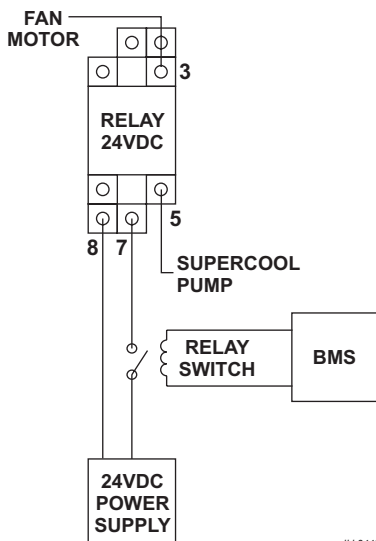 FAN
MOTOR
3
RELAY
24VDC
5
8 7
SUPERCOOL
PUMP
RELAY
SWITCH
BMS
24VDC
POWER
SUPPLY